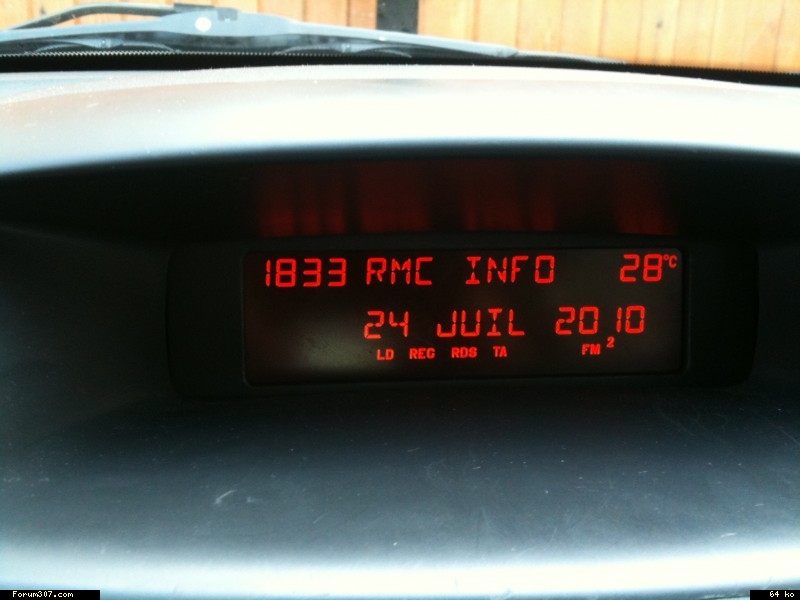 1833 RMC INFO 28°C
24 JUIL 2010
LD REG RDS TA FM 2
Forum307.com 64 ko